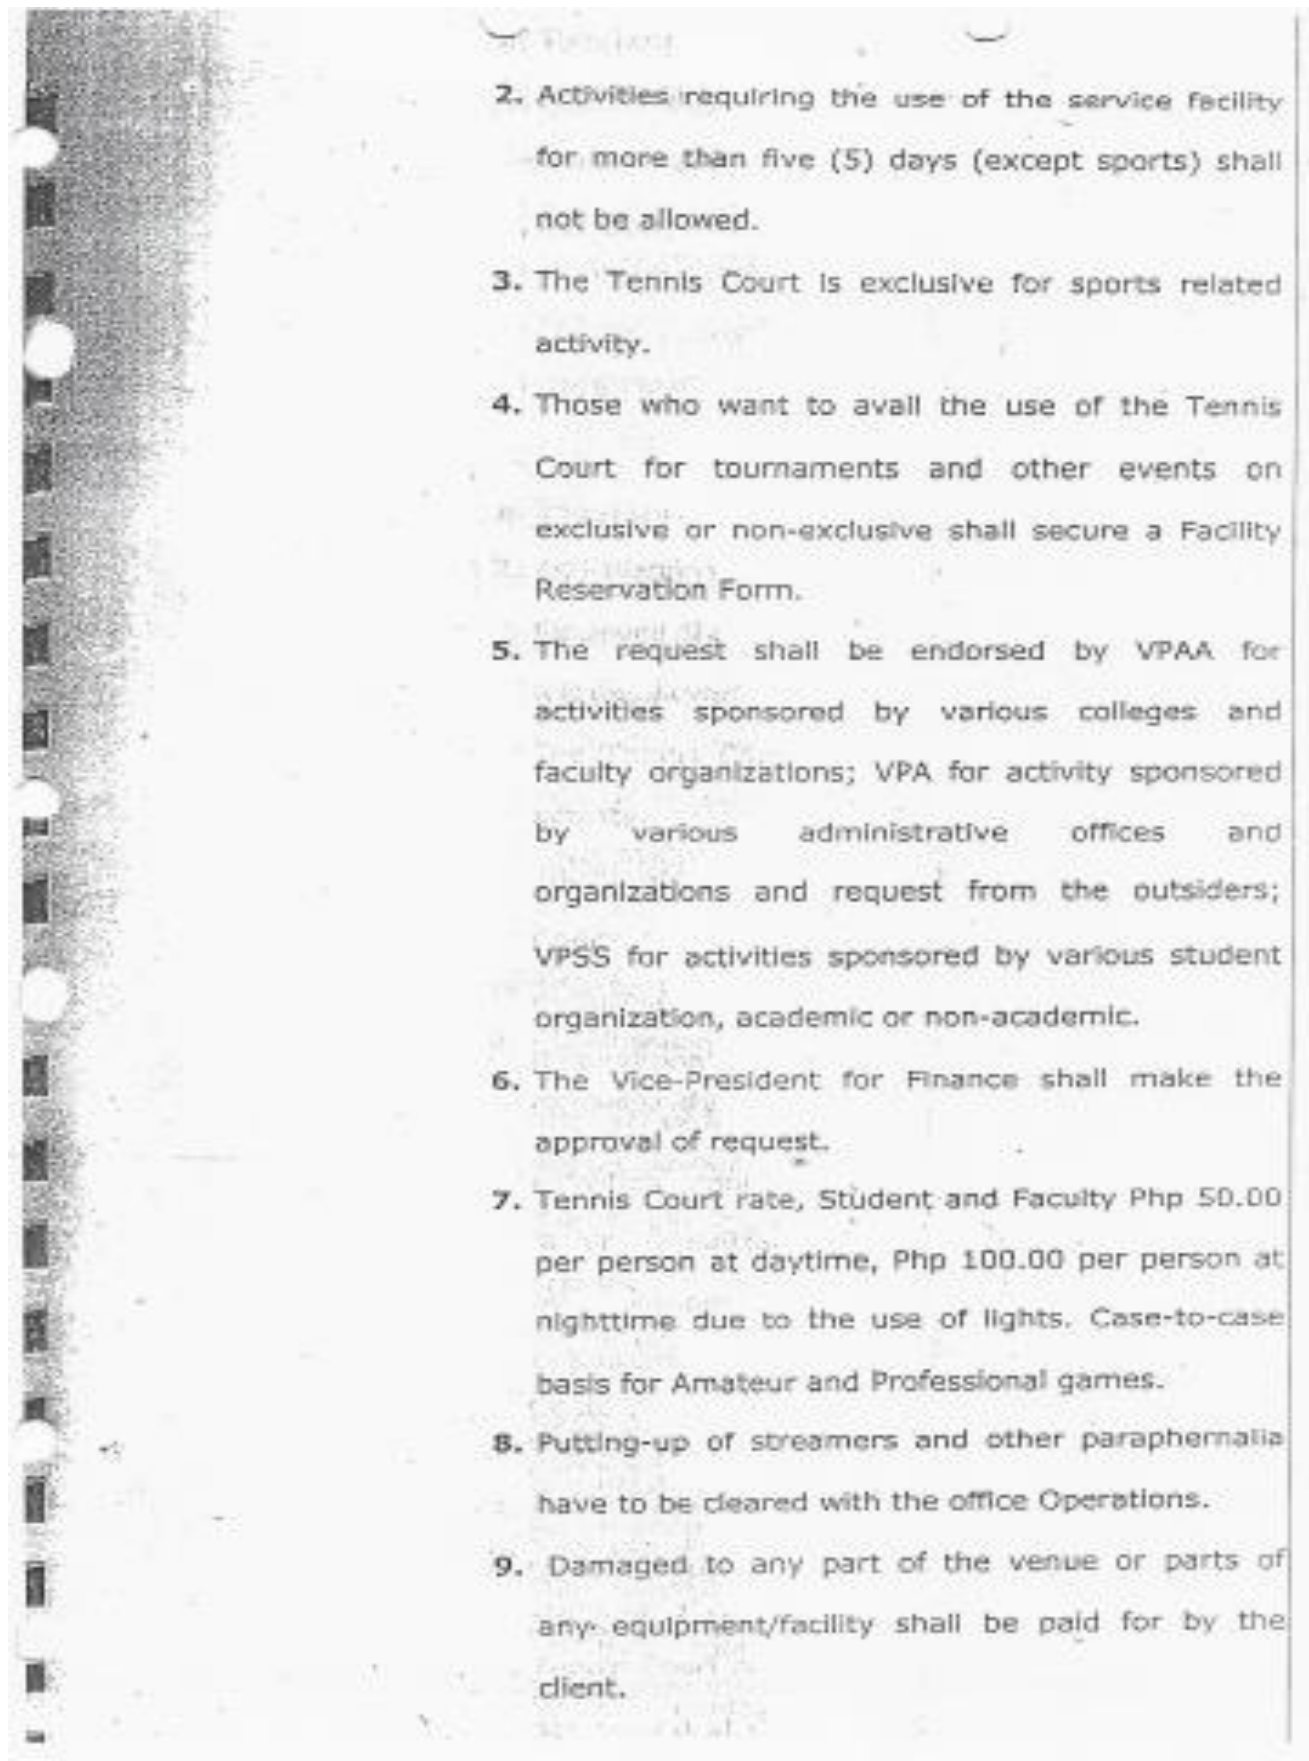 2. Activities requiring the use of the service facility
for more than five (5) days (except sports) shall
not be allowed.
3. The Tennis Court is exclusive for sports related
activity.
4. Those who want to avail the use of the Tennis
Court for tournaments and other events on
exclusive or non-exclusive shall secure a Facility
Reservation Form.
5. The request shall be endorsed by VPAA for
activities sponsored by various colleges and
faculty organizations; VPA for activity sponsored
by various administrative offices and
organizations and request from the outsiders;
VPSS for activities sponsored by various student
organization, academic or non-academic.
6. The Vice-President for Finance shall make the
approval of request.
7. Tennis Court rate, Student and Faculty Php 50.00
per person at daytime, Php 100.00 per person at
nighttime due to the use of lights. Case-to-case
basis for Amateur and Professional games.
8. Putting-up of streamers and other paraphernalia
have to be cleared with the office Operations.
9. Damaged to any part of the venue or parts of
any equipment/facility shall be paid for by the
client.